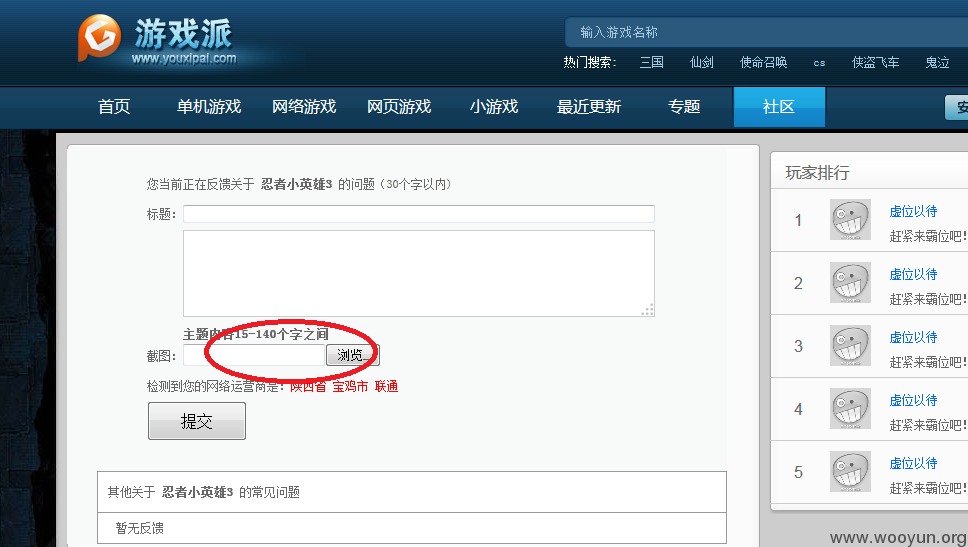 游戏派
www.youxipai.com
输入游戏名称
热门搜索： 三国 仙剑 使命召唤 cs 侠盗飞车 鬼泣
首页 单机游戏 网络游戏 网页游戏 小游戏 最近更新 专题 社区
您当前正在反馈关于 忍者小英雄3 的问题（30个字以内）
标题：
主题内容15-140个字之间
截图： 浏览...
检测到您的网络运营商是：陕西省 宝鸡市 联通
提交
其他关于 忍者小英雄3 的常见问题
暂无反馈
玩家排行
1 虚位以待
赶紧来霸位吧!
2 虚位以待
赶紧来霸位吧!
3 虚位以待
赶紧来霸位吧!
4 虚位以待
赶紧来霸位吧!
5 虚位以待
赶紧来霸位吧!
www.wooyun.org